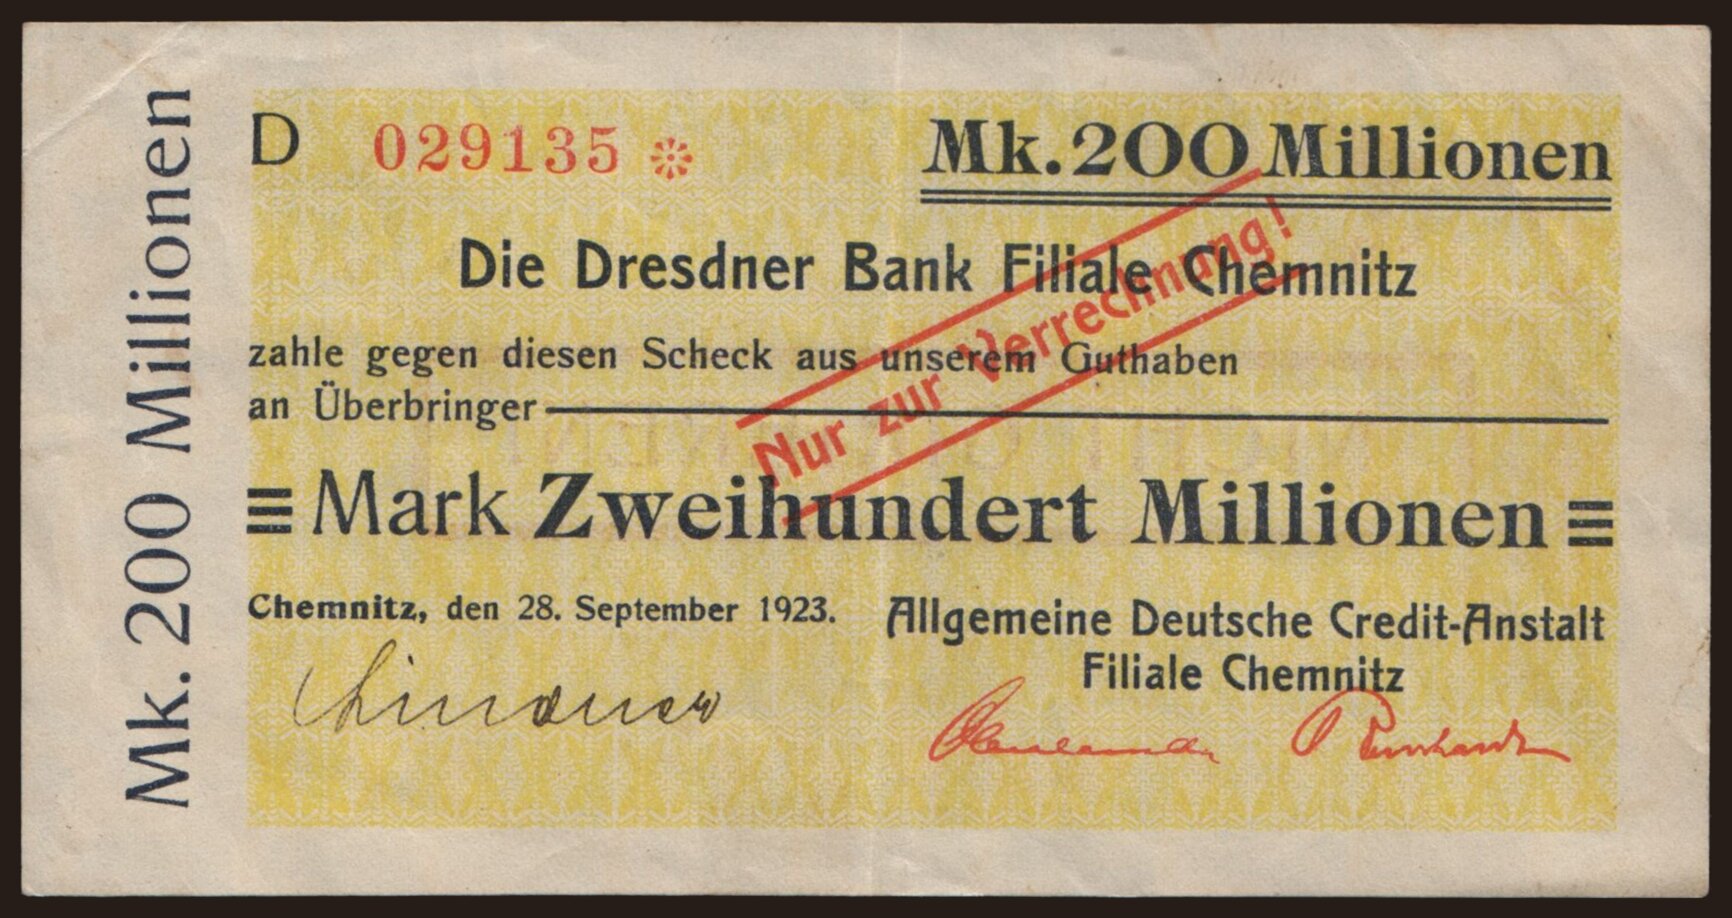 Mk. 200 Millionen
D 029135 *
Mk. 200 Millionen
Die Dresdner Bank Filiale Chemnitz
Nur zur Verrechnung!
zahle gegen diesen Scheck aus unserem Guthaben
an Überbringer
Mark Zweihundert Millionen
Chemnitz, den 28. September 1923.
Allgemeine Deutsche Credit-Anstalt
Filiale Chemnitz
Lindner